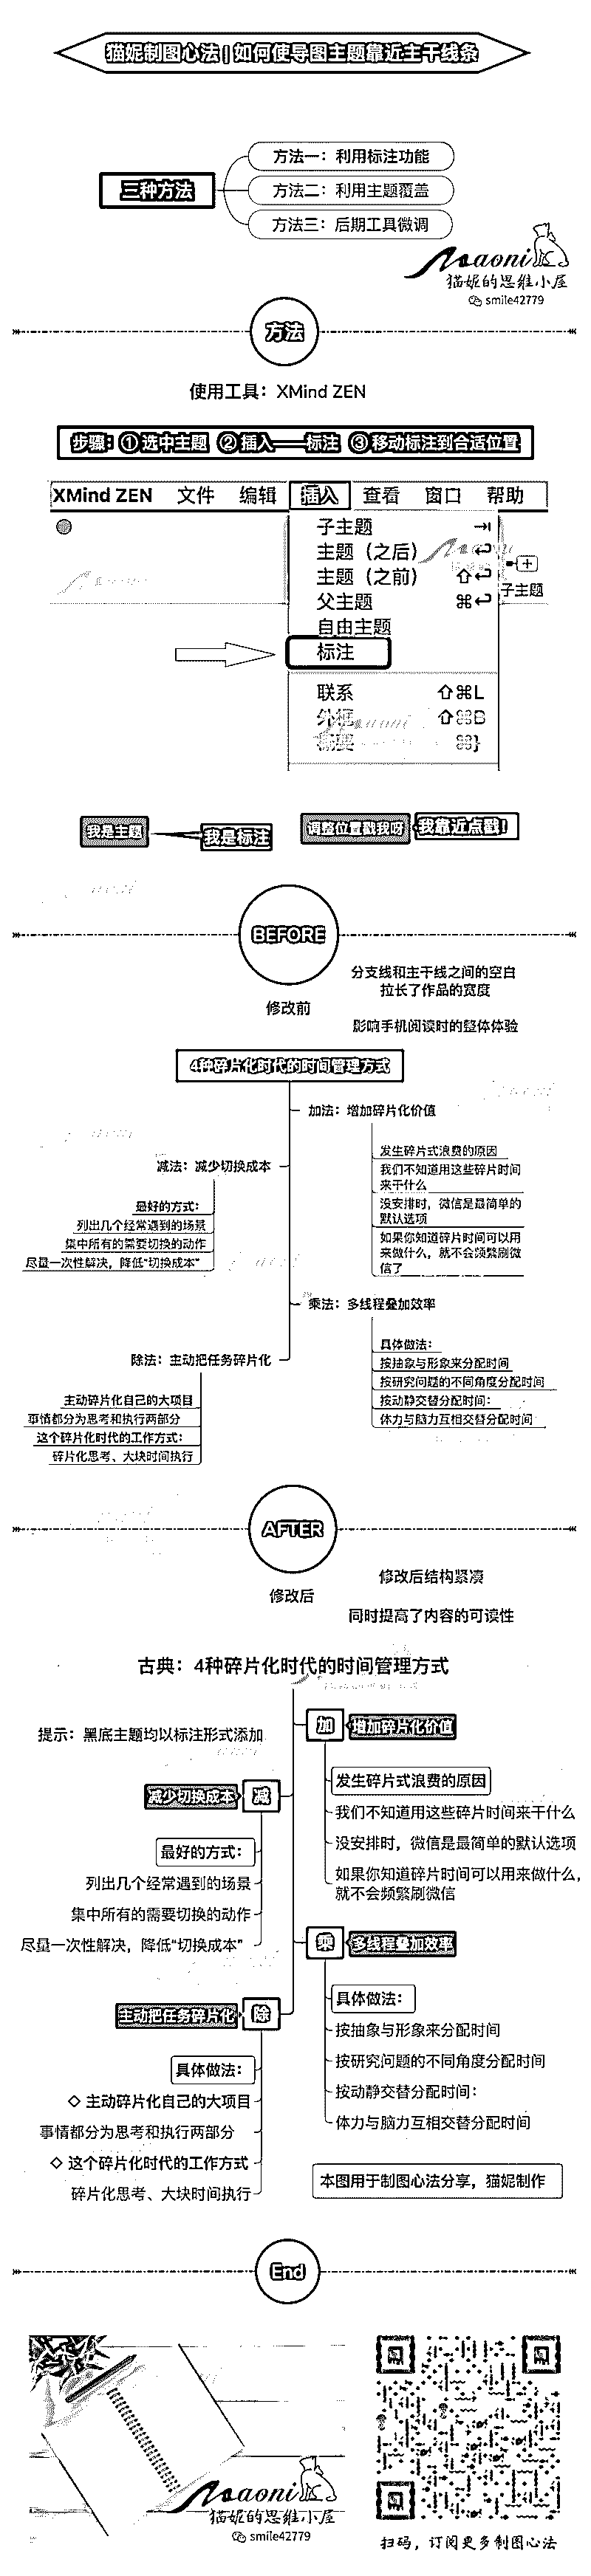 猫妮制图心法 | 如何使导图主题靠近主干线条
三种方法
方法一：利用标注功能
方法二：利用主题覆盖
方法三：后期工具微调
Maoni
猫妮的思维小屋
smile42779
方法
使用工具：XMind ZEN
步骤：① 选中主题 ② 插入——标注 ③ 移动标注到合适位置
XMind ZEN 文件 编辑 插入 查看 窗口 帮助
子主题
主题（之后）
主题（之前） ⇧↩
父主题 ⌘↩
自由主题
标注
联系 ⇧⌘L
外框 ⇧⌘B
概要 ⌘}
子主题
我是主题
我是标注
调整位置戳我呀
我靠近点戳！
BEFORE
修改前
分支线和主干线之间的空白
拉长了作品的宽度
影响手机阅读时的整体体验
4种碎片化时代的时间管理方式
加法：增加碎片化价值
发生碎片式浪费的原因
我们不知道用这些碎片时间
来干什么
没安排时，微信是最简单的
默认选项
如果你知道碎片时间可以用
来做什么，就不会频繁刷微
信了
减法：减少切换成本
最好的方式：
列出几个经常遇到的场景
集中所有的需要切换的动作
尽量一次性解决，降低“切换成本”
乘法：多线程叠加效率
具体做法：
按抽象与形象来分配时间
按研究问题的不同角度分配时间
按动静交替分配时间：
体力与脑力互相交替分配时间
除法：主动把任务碎片化
主动碎片化自己的大项目
事情都分为思考和执行两部分
这个碎片化时代的工作方式：
碎片化思考、大块时间执行
AFTER
修改后
修改后结构紧凑
同时提高了内容的可读性
古典：4种碎片化时代的时间管理方式
提示：黑底主题均以标注形式添加
加
增加碎片化价值
发生碎片式浪费的原因
我们不知道用这些碎片时间来干什么
没安排时，微信是最简单的默认选项
如果你知道碎片时间可以用来做什么，
就不会频繁刷微信
减少切换成本
减
最好的方式：
列出几个经常遇到的场景
集中所有的需要切换的动作
尽量一次性解决，降低“切换成本”
乘
多线程叠加效率
具体做法：
按抽象与形象来分配时间
按研究问题的不同角度分配时间
按动静交替分配时间：
体力与脑力互相交替分配时间
主动把任务碎片化
除
具体做法：
◇ 主动碎片化自己的大项目
事情都分为思考和执行两部分
◇ 这个碎片化时代的工作方式
碎片化思考、大块时间执行
本图用于制图心法分享，猫妮制作
End
Maoni
猫妮的思维小屋
smile42779
扫码，订阅更多制图心法